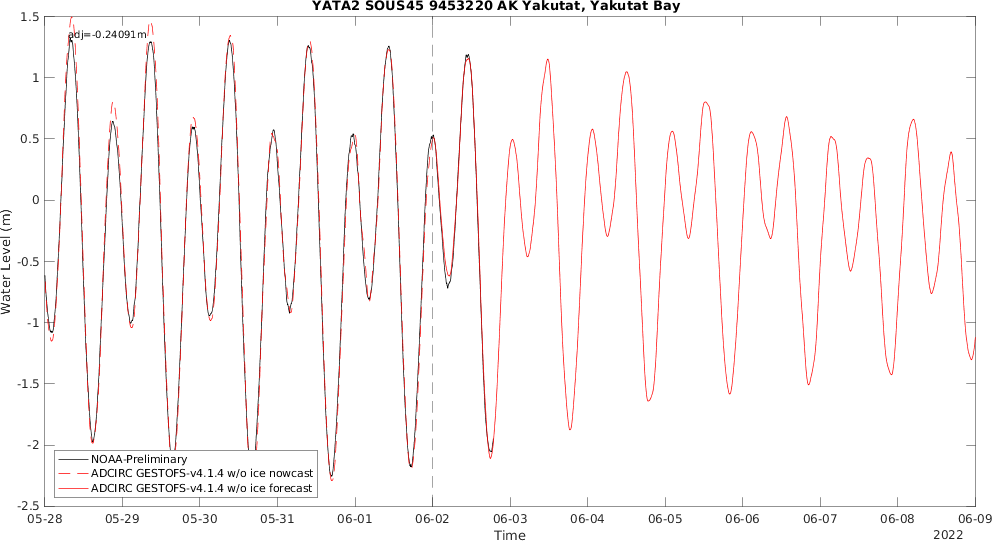 YATA2 SOUS45 9453220 AK Yakutat, Yakutat Bay
adj=-0.24091m
1.5
1
0.5
0
-0.5
-1
-1.5
-2
-2.5
Water Level (m)
NOAA-Preliminary
ADCIRC GESTOFS-v4.1.4 w/o ice nowcast
ADCIRC GESTOFS-v4.1.4 w/o ice forecast
05-28 05-29 05-30 05-31 06-01 06-02 06-03 06-04 06-05 06-06 06-07 06-08 06-09
Time
2022